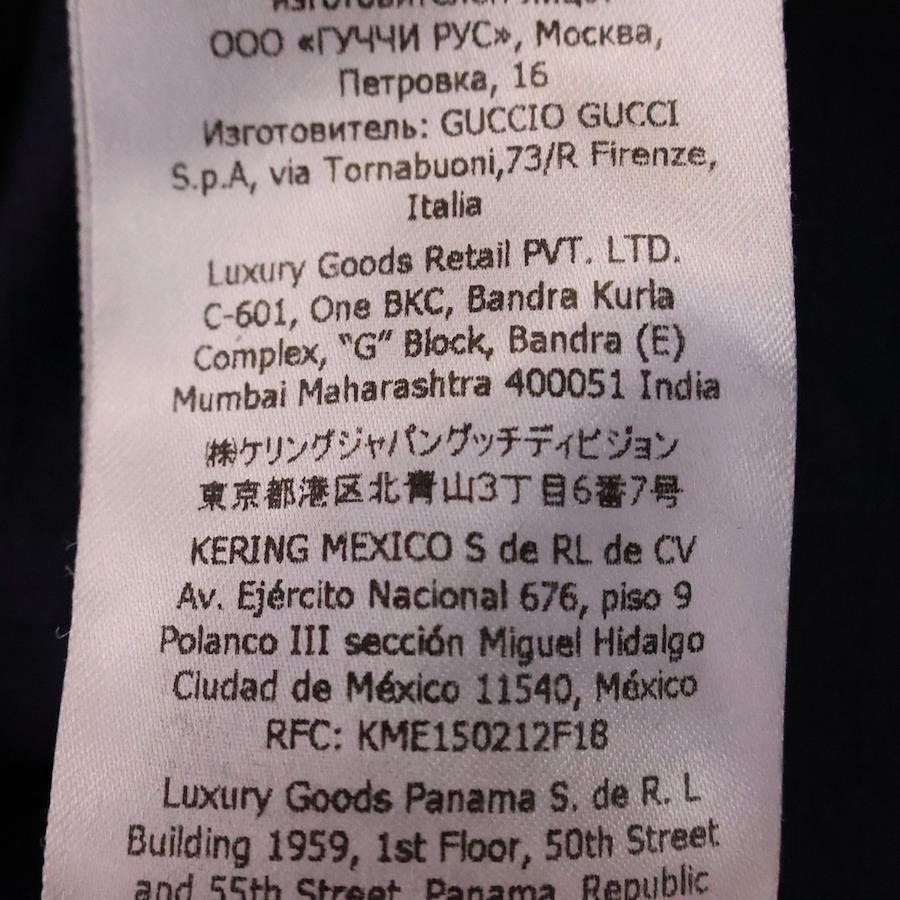 ООО «ГУЧЧИ РУС», Москва,
Петровка, 16
Изготовитель: GUCCIO GUCCI
S.p.A, via Tornabuoni,73/R Firenze,
Italia
Luxury Goods Retail PVT. LTD.
C-601, One BKC, Bandra Kurla
Complex, “G” Block, Bandra (E)
Mumbai Maharashtra 400051 India
㈱ケリングジャパングッチディビジョン
東京都港区北青山3丁目6番7号
KERING MEXICO S de RL de CV
Av. Ejército Nacional 676, piso 9
Polanco III sección Miguel Hidalgo
Ciudad de México 11540, México
RFC: KME150212F18
Luxury Goods Panama S. de R. L
Building 1959, 1st Floor, 50th Street
and 55th Street, Panama, Republic